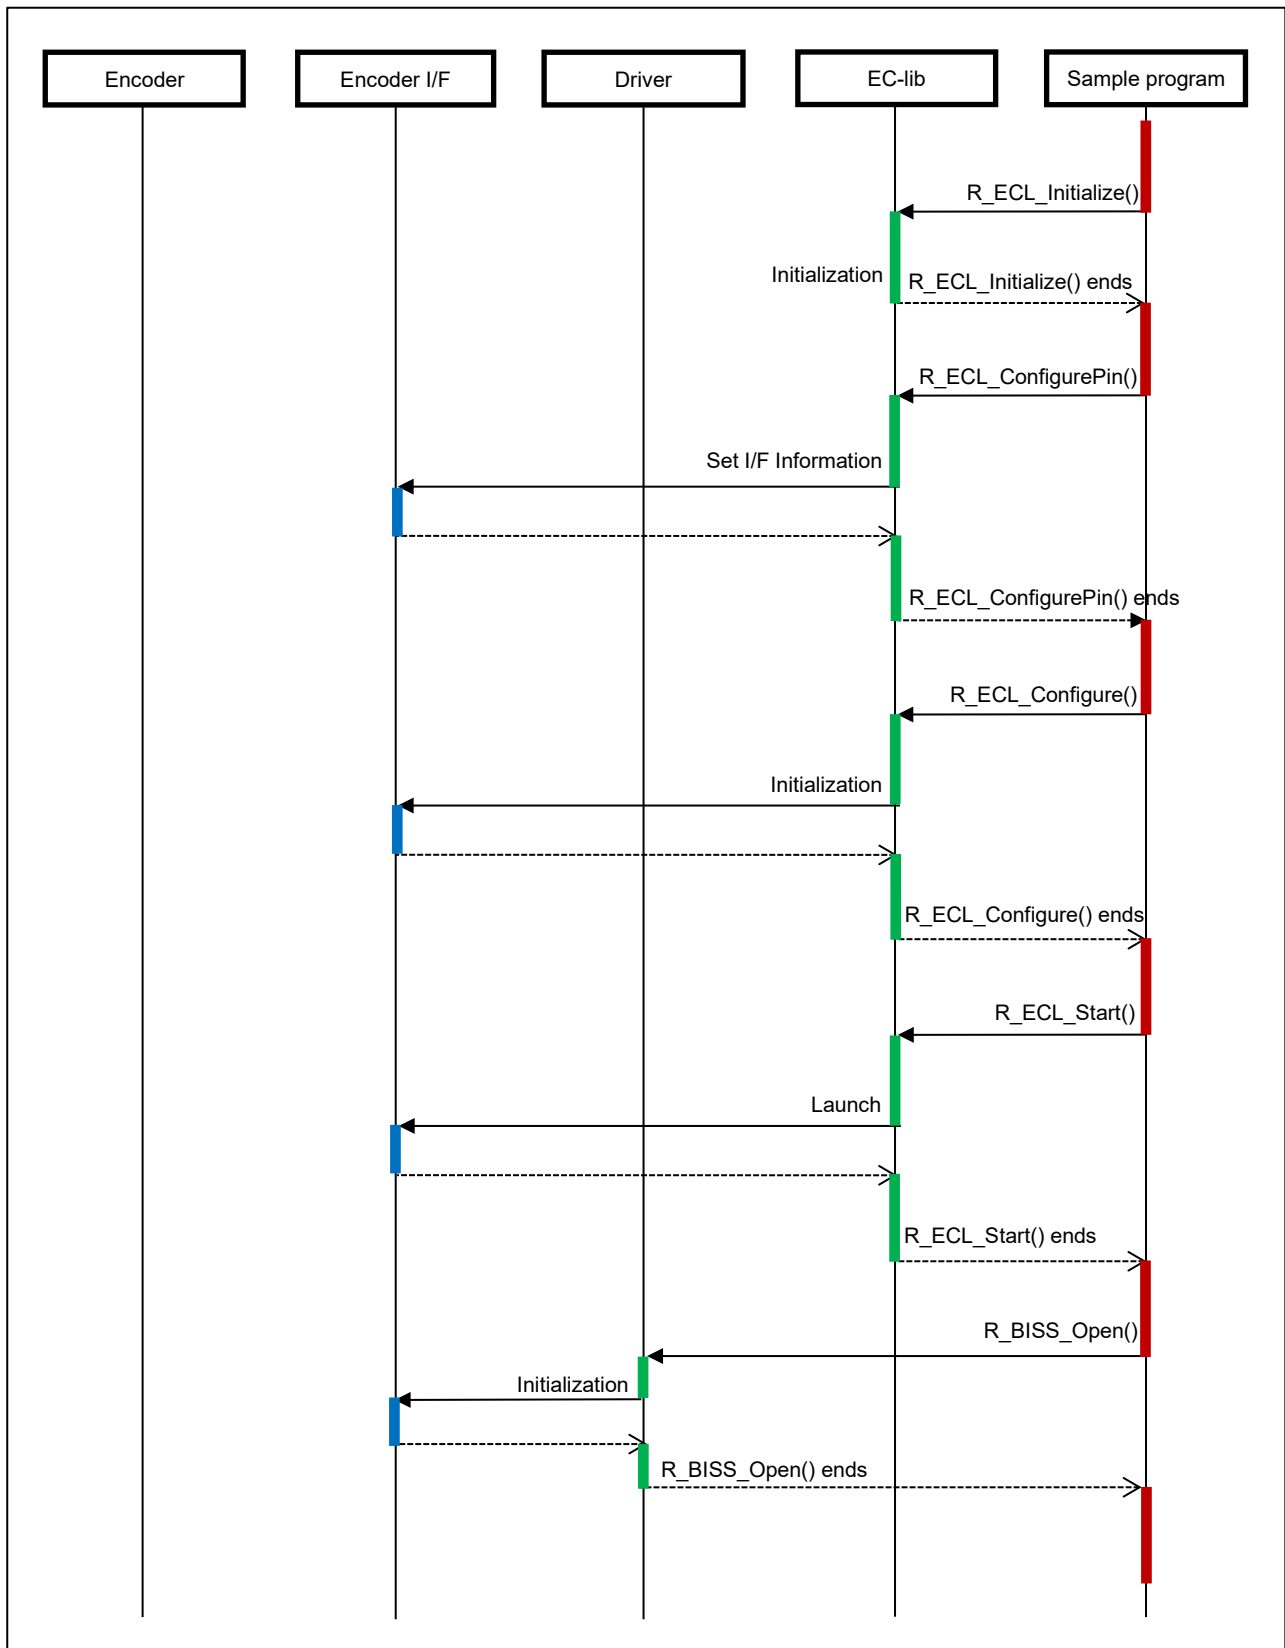 Encoder
Encoder I/F
Driver
EC-lib
Sample program
R_ECL_Initialize()
Initialization
R_ECL_Initialize() ends
R_ECL_ConfigurePin()
Set I/F Information
R_ECL_ConfigurePin() ends
R_ECL_Configure()
Initialization
R_ECL_Configure() ends
R_ECL_Start()
Launch
R_ECL_Start() ends
R_BISS_Open()
Initialization
R_BISS_Open() ends